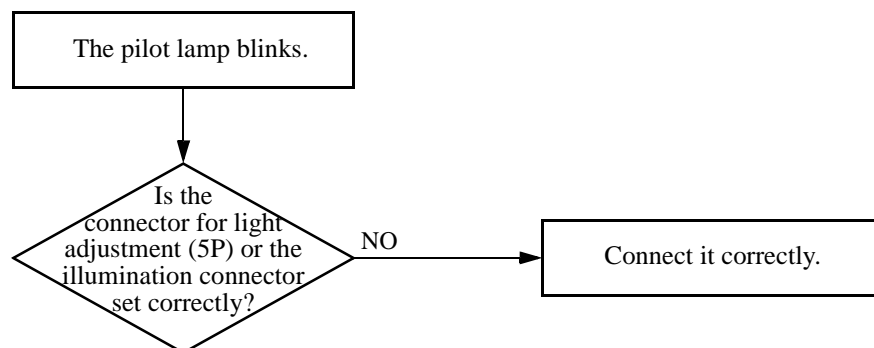 The pilot lamp blinks.
Is the
connector for light
adjustment (5P) or the
illumination connector
set correctly?
NO
Connect it correctly.